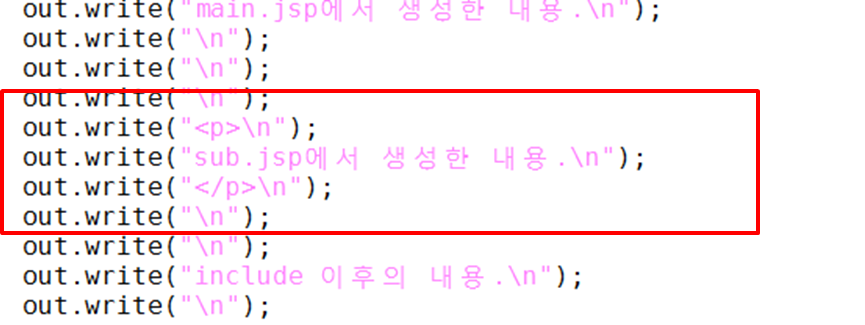 out.write("main.jsp에서 생성한 내용.\n");
out.write("\n");
out.write("\n");
out.write("\n");
out.write("<p>\n");
out.write("sub.jsp에서 생성한 내용.\n");
out.write("</p>\n");
out.write("\n");
out.write("\n");
out.write("include 이후의 내용.\n");
out.write("\n");